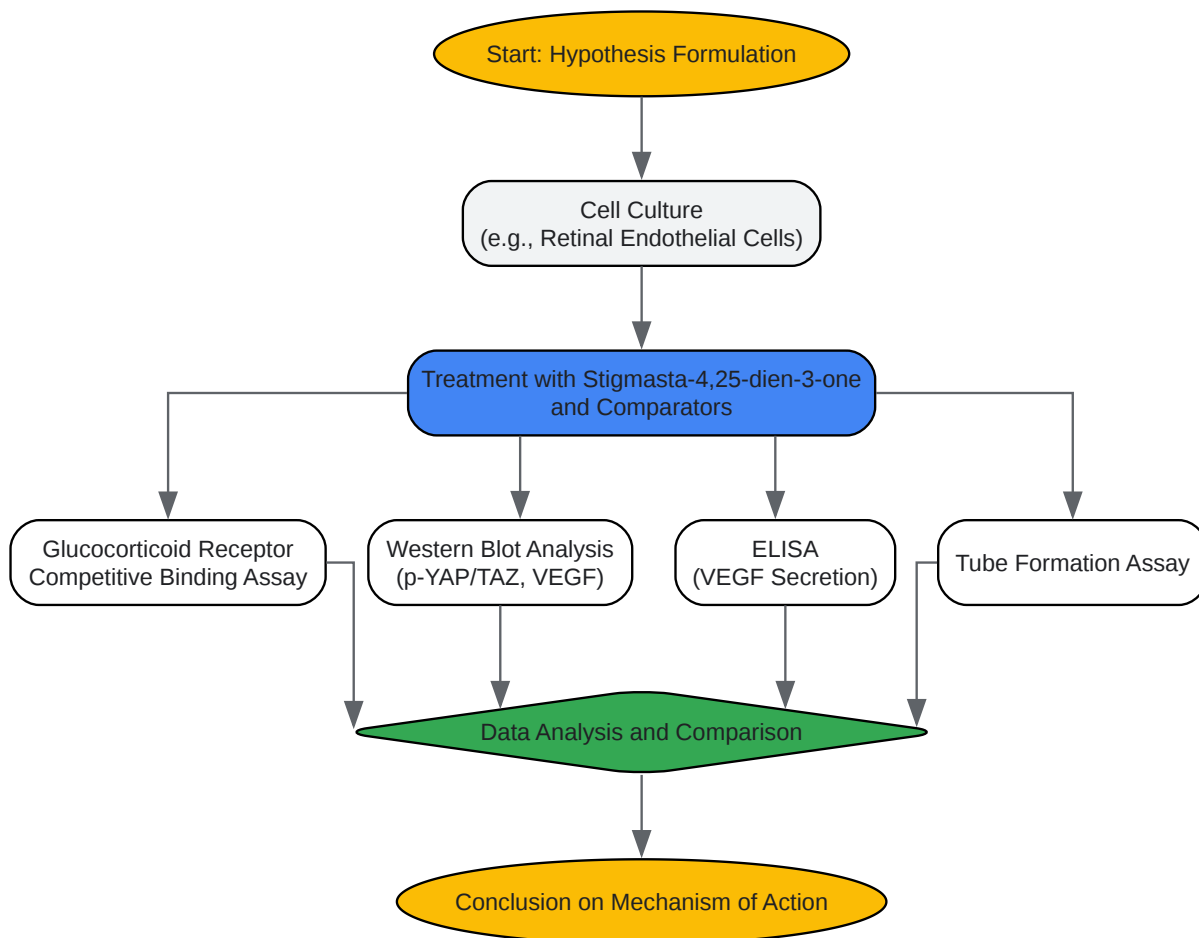 Start: Hypothesis Formulation
Cell Culture
(e.g., Retinal Endothelial Cells)
Treatment with Stigmasta-4,25-dien-3-one
and Comparators
Glucocorticoid Receptor
Competitive Binding Assay
Western Blot Analysis
(p-YAP/TAZ, VEGF)
ELISA
(VEGF Secretion)
Tube Formation Assay
Data Analysis and Comparison
Conclusion on Mechanism of Action